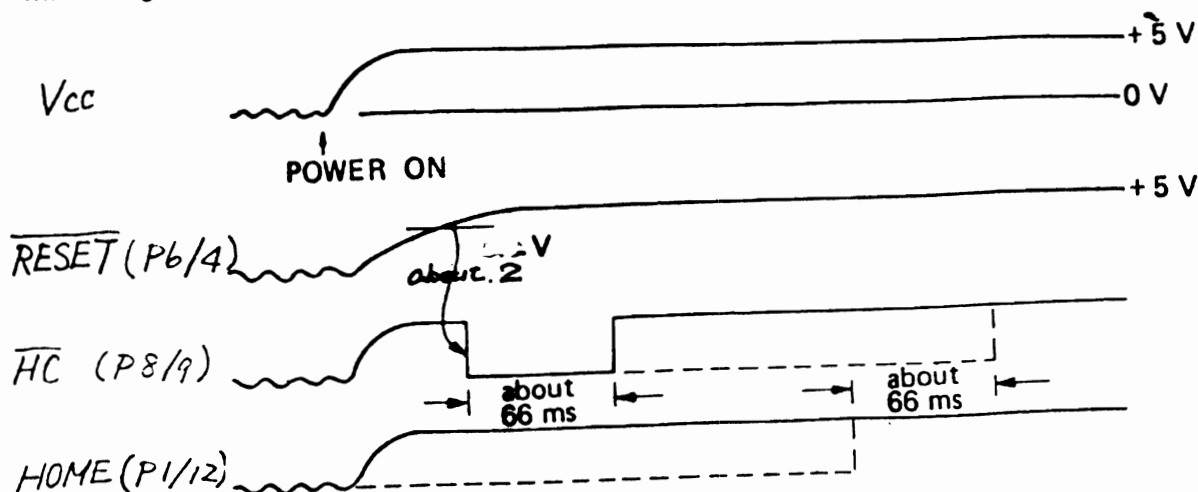 +5 V
Vcc
0 V
POWER ON
+5 V
RESET (P6/4)
V
about. 2
HC (P8/9)
about
66 ms
about
66 ms
HOME (P1/12)